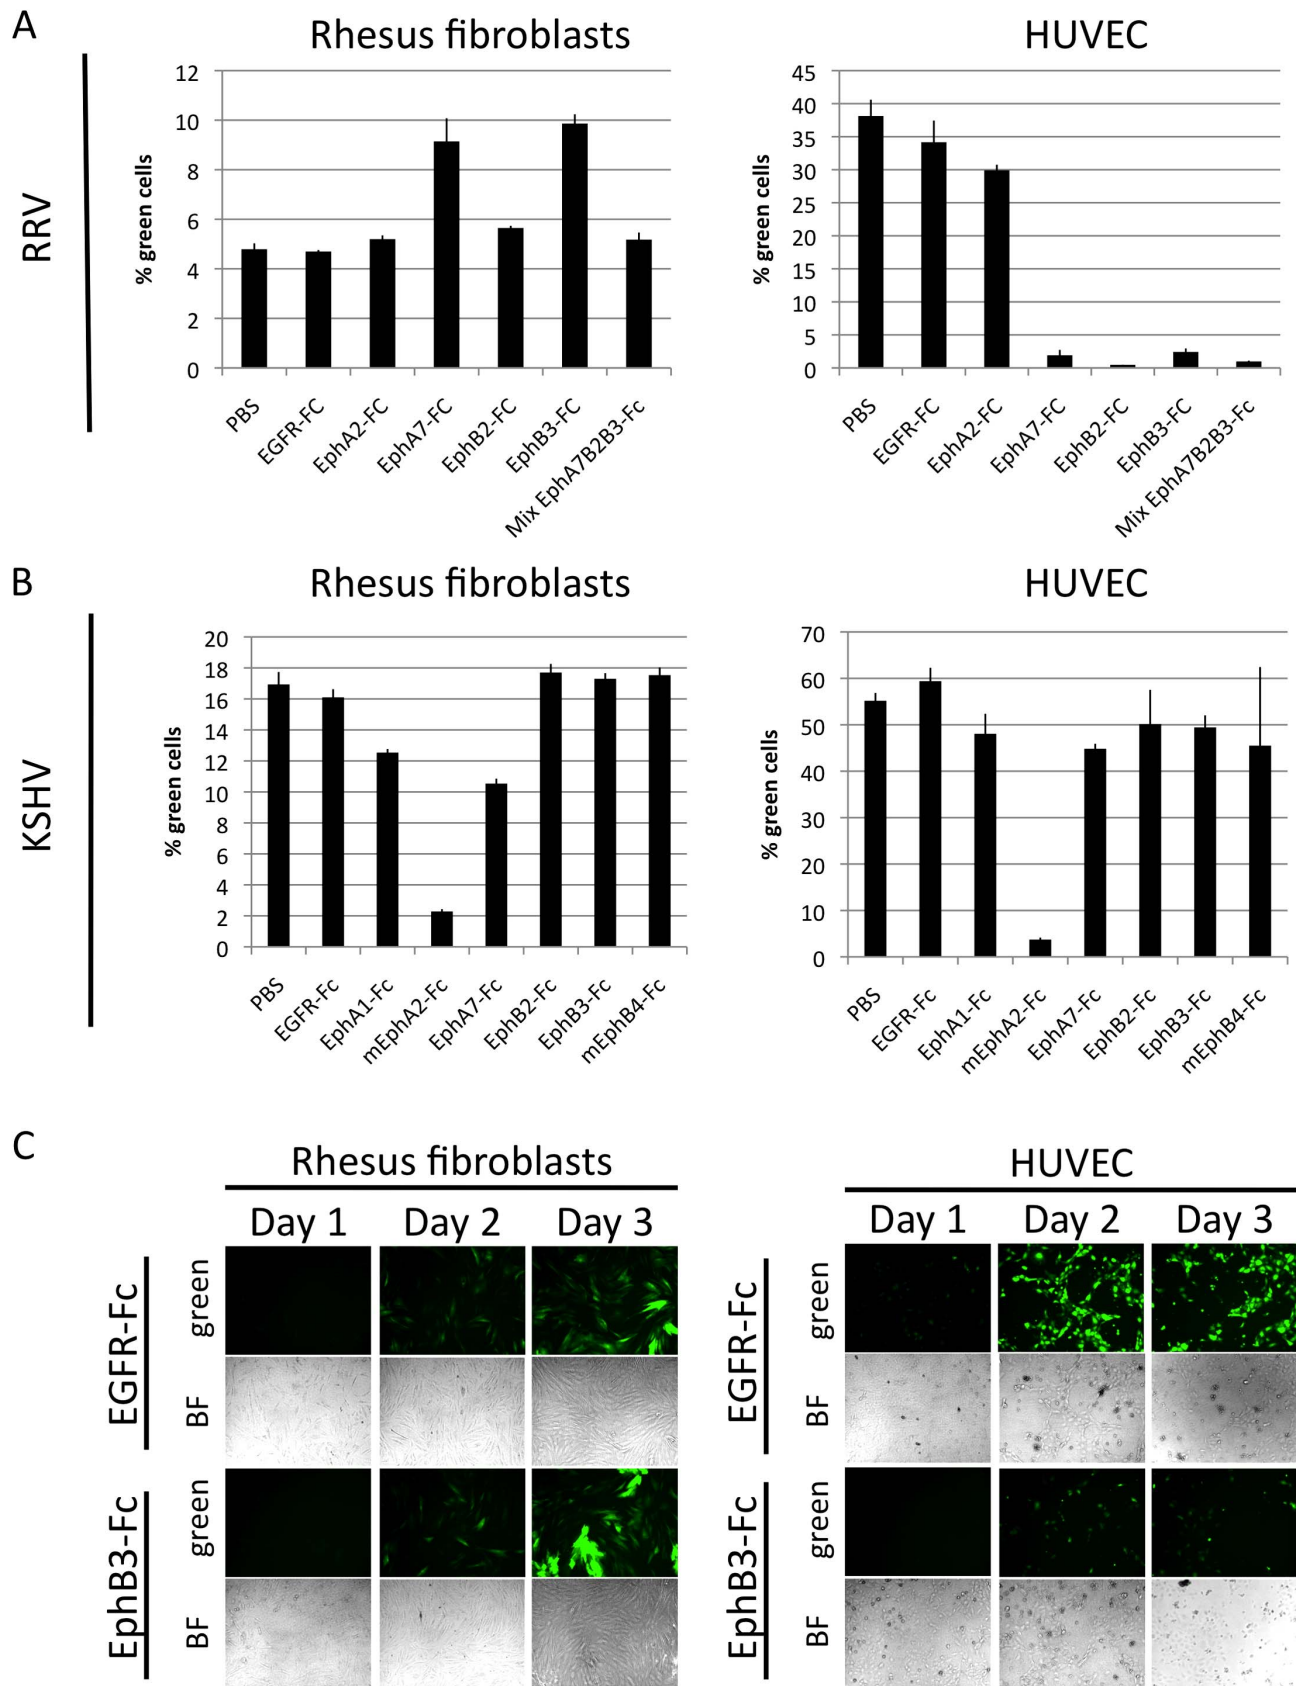 A
Rhesus fibroblasts
HUVEC
RRV
% green cells
12
10
8
6
4
2
0
PBS
EGFR-FC
EphA2-FC
EphA7-FC
EphB2-FC
EphB3-FC
Mix EphA7B2B3-Fc
% green cells
45
40
35
30
25
20
15
10
5
0
PBS
EGFR-FC
EphA2-FC
EphA7-FC
EphB2-FC
EphB3-FC
Mix EphA7B2B3-Fc
B
Rhesus fibroblasts
HUVEC
KSHV
% green cells
20
18
16
14
12
10
8
6
4
2
0
PBS
EGFR-Fc
EphA1-Fc
mEphA2-Fc
EphA7-Fc
EphB2-Fc
EphB3-Fc
mEphB4-Fc
% green cells
70
60
50
40
30
20
10
0
PBS
EGFR-Fc
EphA1-Fc
mEphA2-Fc
EphA7-Fc
EphB2-Fc
EphB3-Fc
mEphB4-Fc
C
Rhesus fibroblasts
Day 1 Day 2 Day 3
EGFR-Fc
green
BF
EphB3-Fc
green
BF
HUVEC
Day 1 Day 2 Day 3
EGFR-Fc
green
BF
EphB3-Fc
green
BF